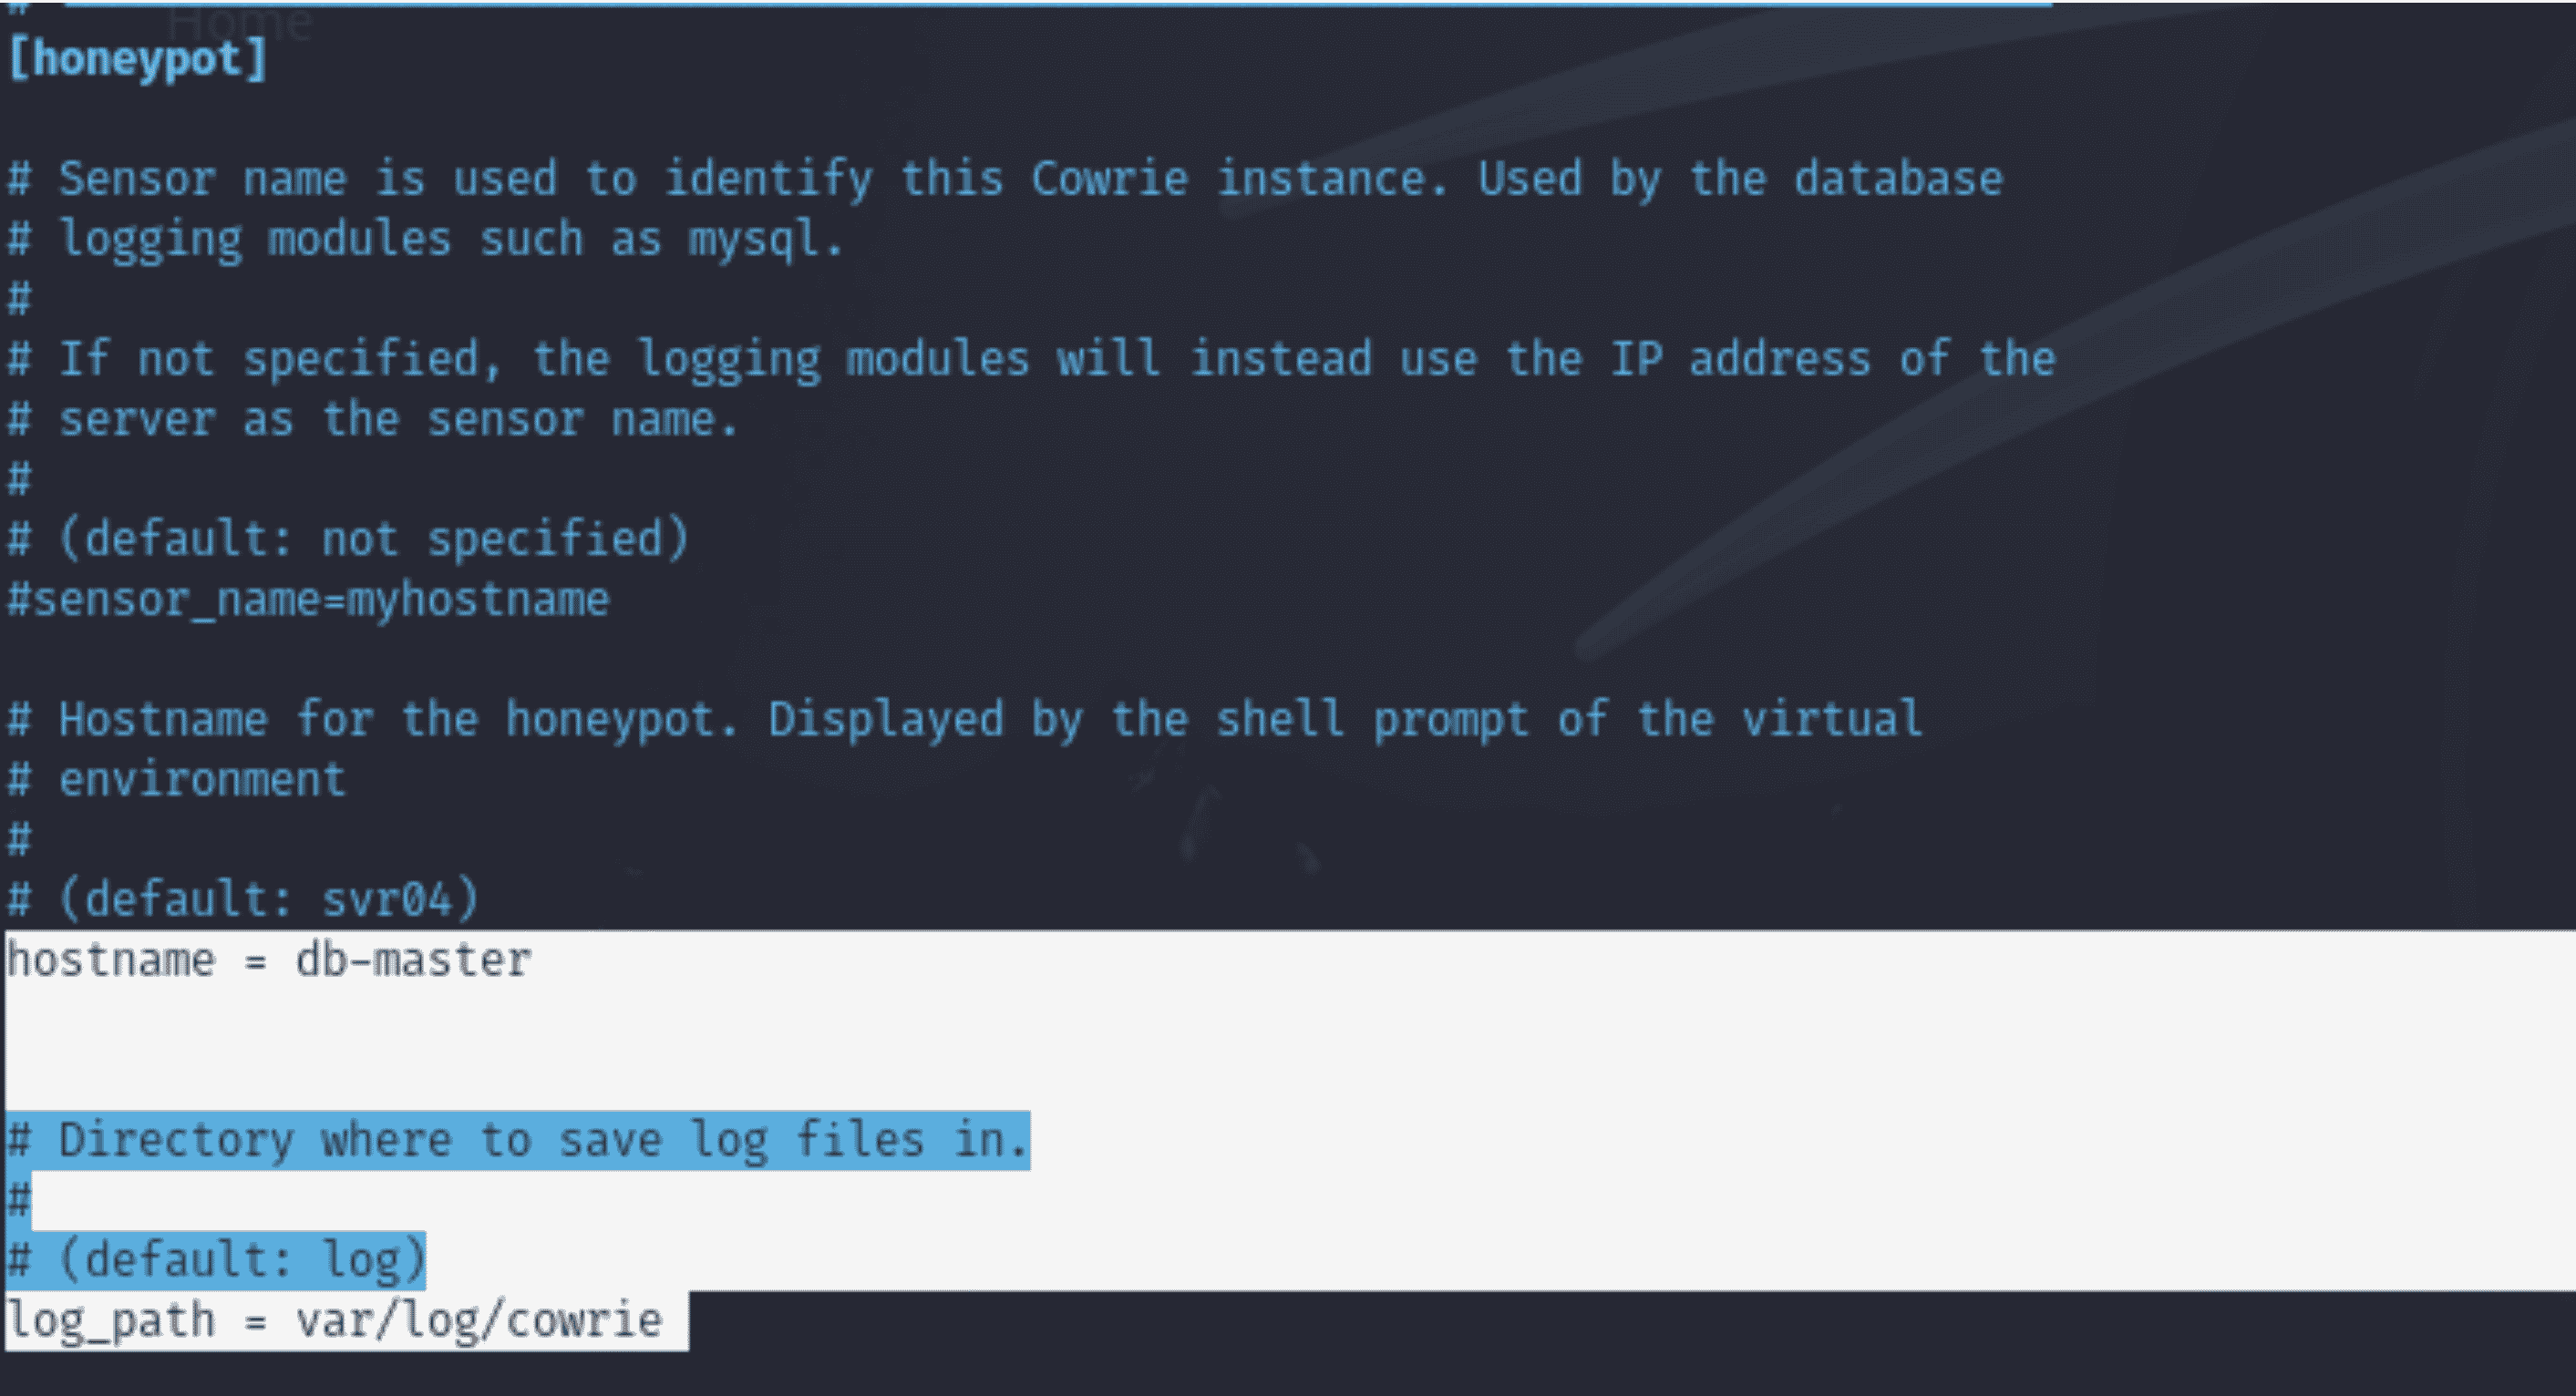 #
Home
[honeypot]
# Sensor name is used to identify this Cowrie instance. Used by the database
# logging modules such as mysql.
#
# If not specified, the logging modules will instead use the IP address of the
# server as the sensor name.
#
# (default: not specified)
#sensor_name=myhostname
# Hostname for the honeypot. Displayed by the shell prompt of the virtual
# environment
#
# (default: svr04)
hostname = db-master
# Directory where to save log files in.
#
# (default: log)
log_path = var/log/cowrie